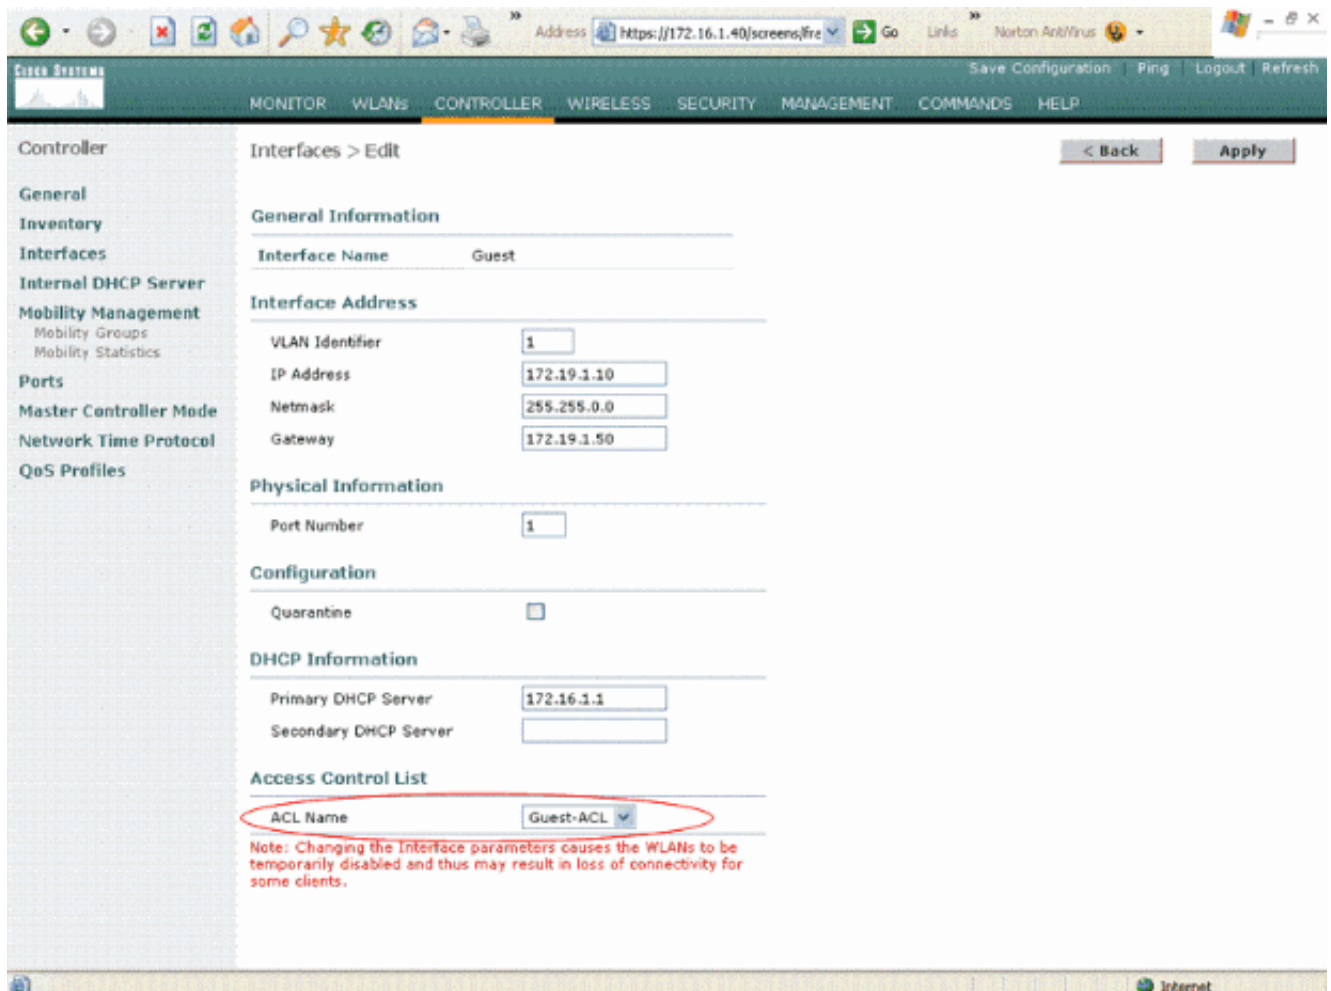 Address https://172.16.1.40/screens/fra Go Links Norton AntiVirus
CISCO SYSTEMS
Save Configuration Ping Logout Refresh
MONITOR WLANs CONTROLLER WIRELESS SECURITY MANAGEMENT COMMANDS HELP
Controller
General
Inventory
Interfaces
Internal DHCP Server
Mobility Management
Mobility Groups
Mobility Statistics
Ports
Master Controller Mode
Network Time Protocol
QoS Profiles
Interfaces > Edit
< Back Apply
General Information
Interface Name Guest
Interface Address
VLAN Identifier 1
IP Address 172.19.1.10
Netmask 255.255.0.0
Gateway 172.19.1.50
Physical Information
Port Number 1
Configuration
Quarantine
DHCP Information
Primary DHCP Server 172.16.1.1
Secondary DHCP Server
Access Control List
ACL Name Guest-ACL
Note: Changing the Interface parameters causes the WLANs to be
temporarily disabled and thus may result in loss of connectivity for
some clients.
Internet